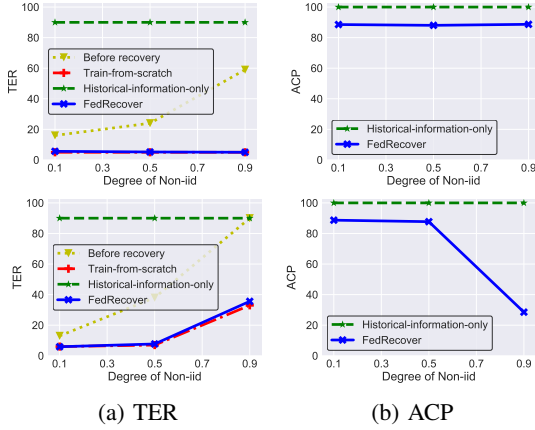 100
80
60
40
20
0
TER
Before recovery
Train-from-scratch
Historical-information-only
FedRecover
0.1 0.3 0.5 0.7 0.9
Degree of Non-iid
100
80
60
40
20
0
ACP
Historical-information-only
FedRecover
0.1 0.3 0.5 0.7 0.9
Degree of Non-iid
100
80
60
40
20
0
TER
Before recovery
Train-from-scratch
Historical-information-only
FedRecover
0.1 0.3 0.5 0.7 0.9
Degree of Non-iid
100
80
60
40
20
0
ACP
Historical-information-only
FedRecover
0.1 0.3 0.5 0.7 0.9
Degree of Non-iid
(a) TER
(b) ACP